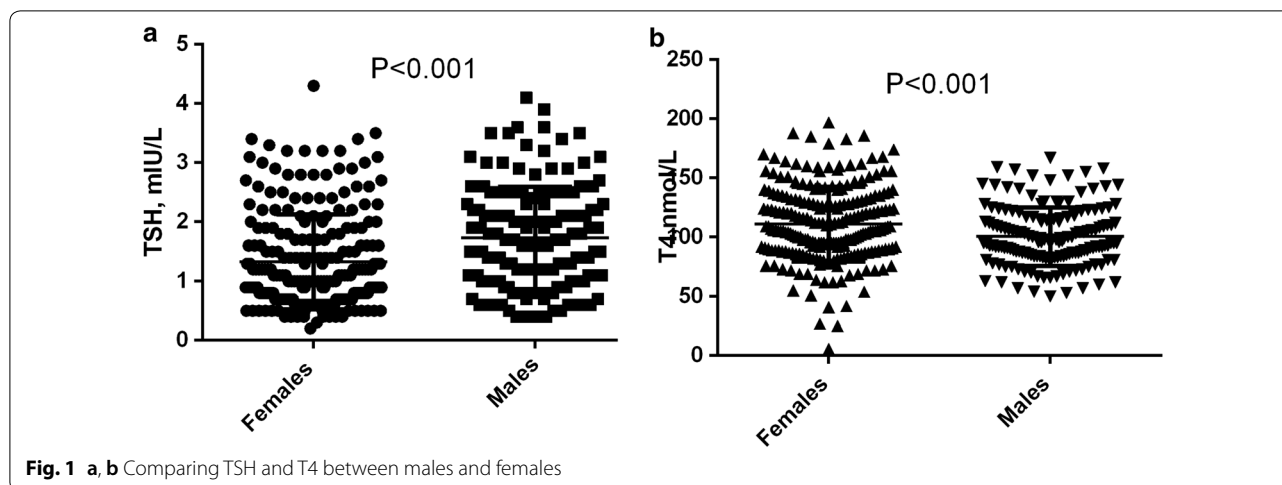 a
P<0.001
TSH, mIU/L
5
4
3
2
1
0
Females
Males
b
P<0.001
T4,nmol/L
250
200
150
100
50
0
Females
Males
Fig. 1 a, b Comparing TSH and T4 between males and females